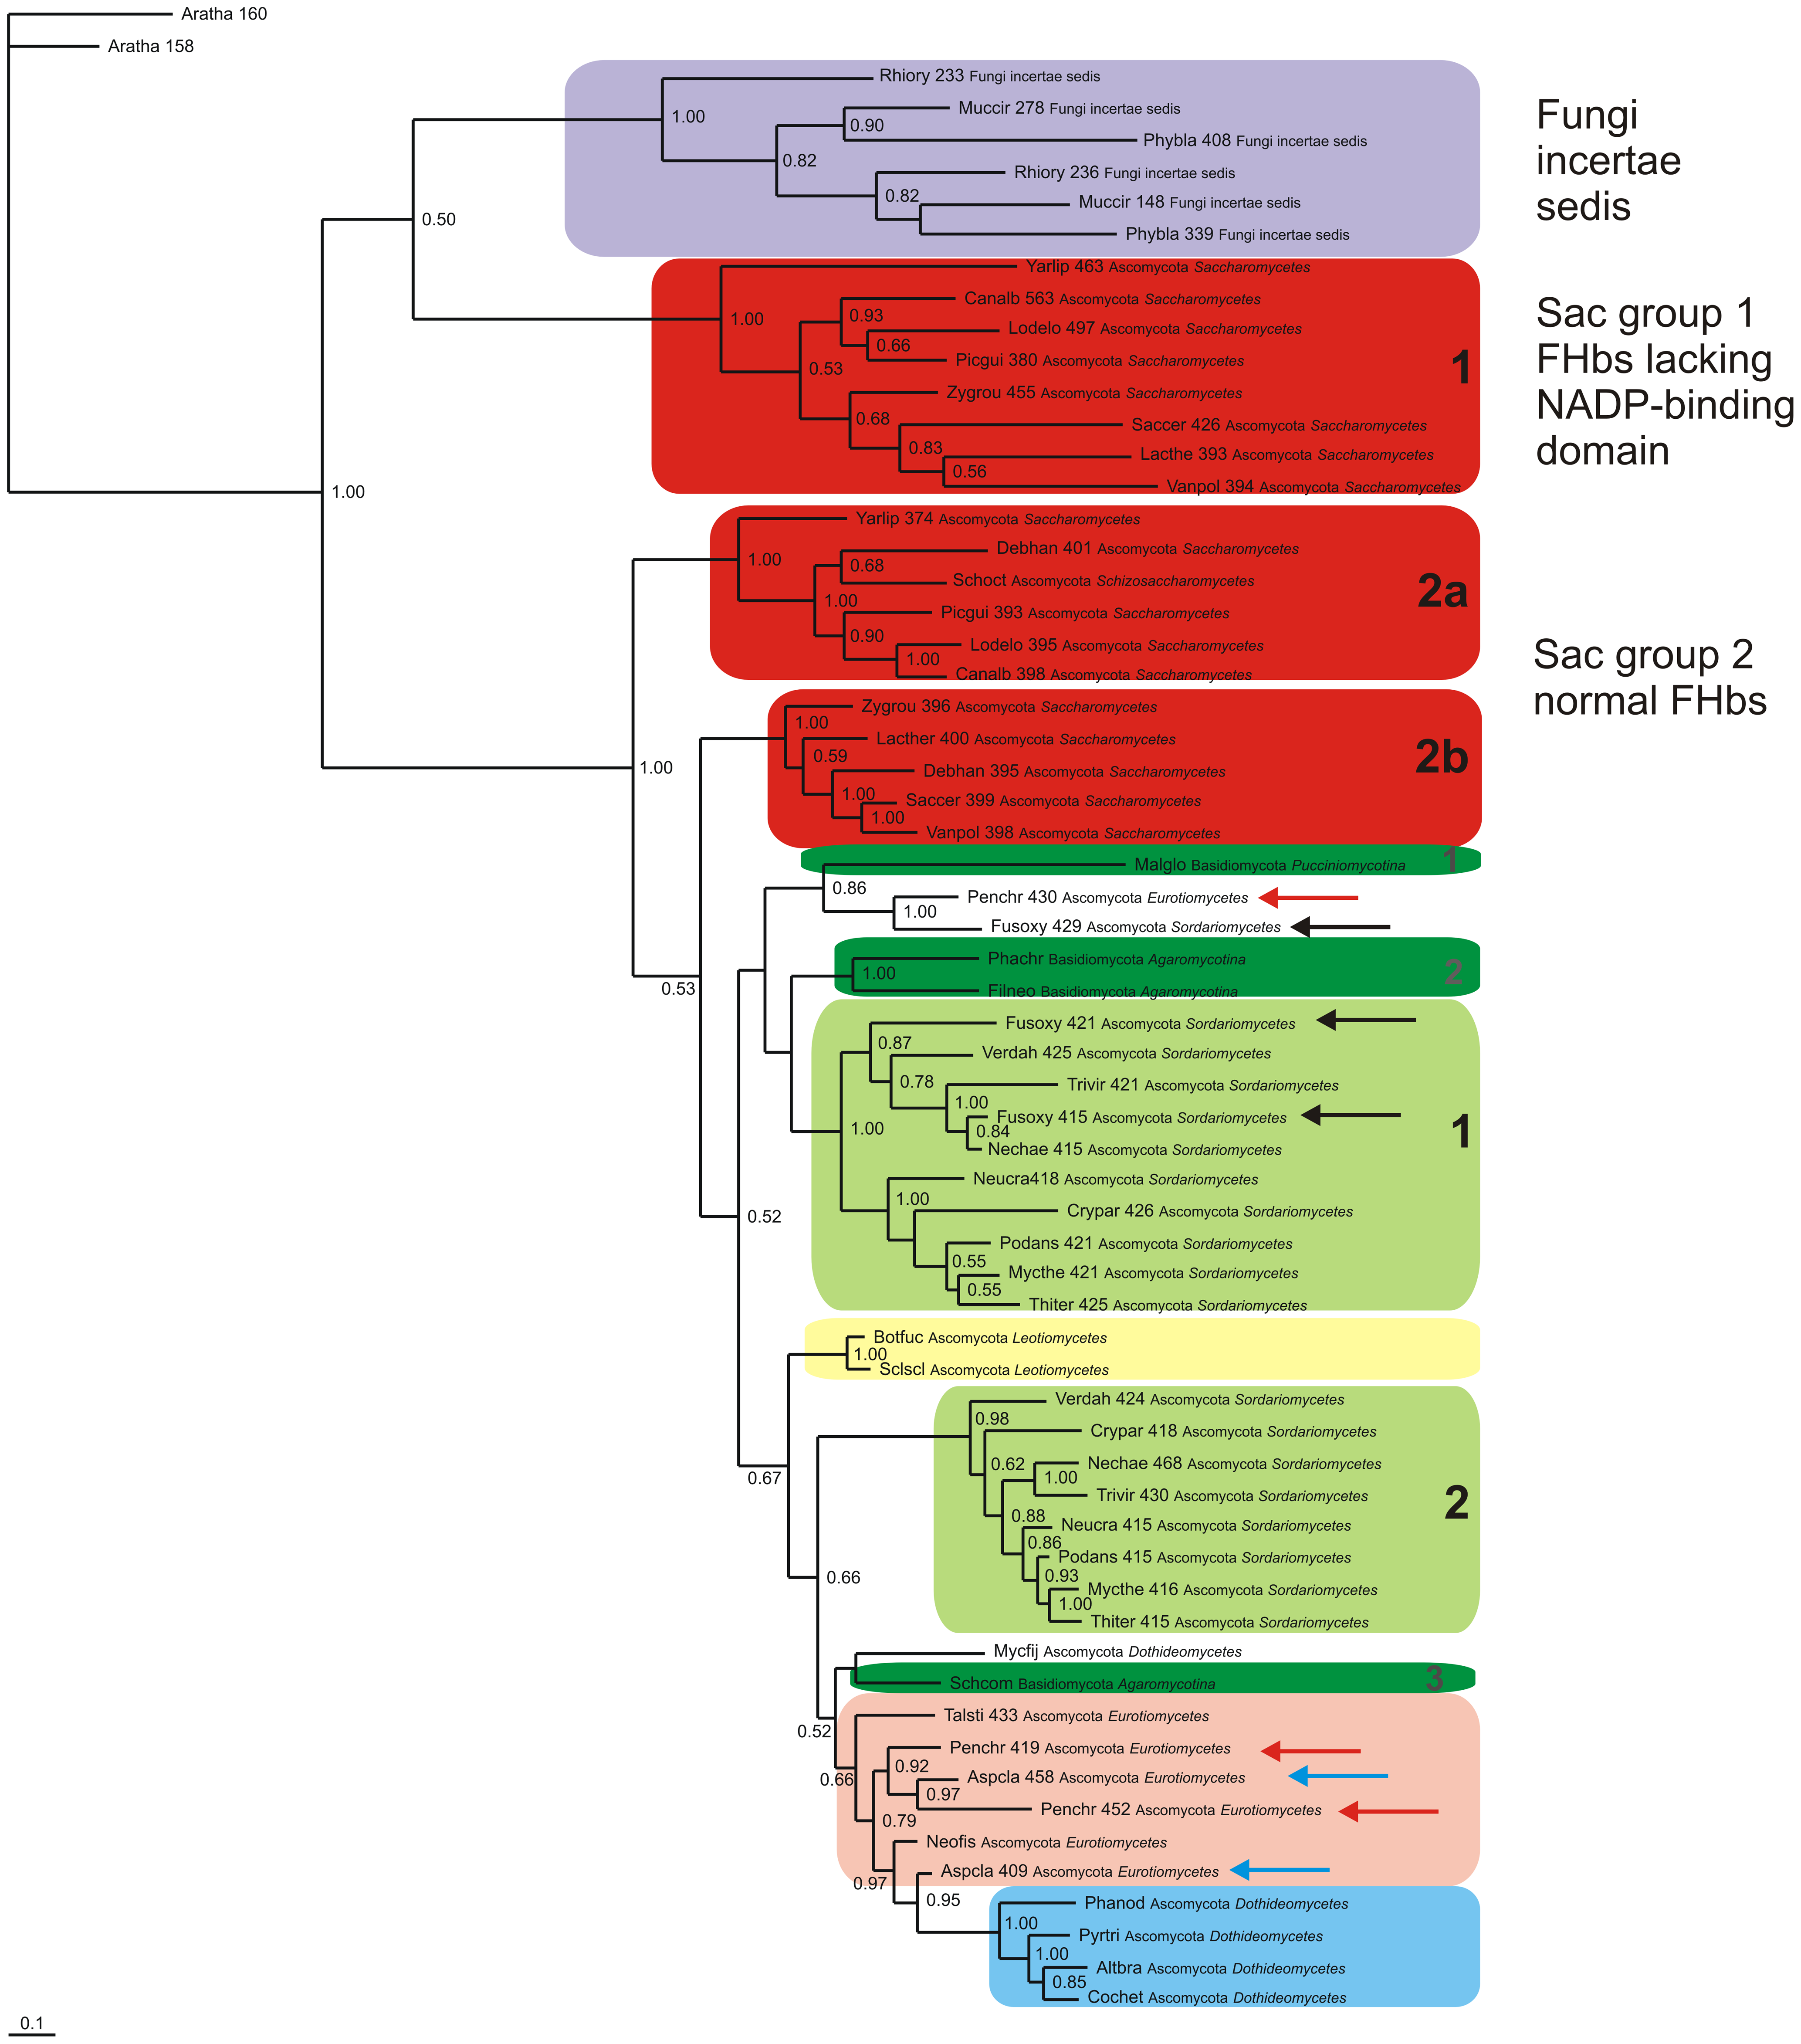 Aratha 160
Aratha 158
Rhiory 233 Fungi incertae sedis
1.00
Muccir 278 Fungi incertae sedis
0.90
Phybla 408 Fungi incertae sedis
0.82
Rhiory 236 Fungi incertae sedis
0.82
Muccir 148 Fungi incertae sedis
Phybla 339 Fungi incertae sedis
Fungi
incertae
sedis
0.50
Yarlip 463 Ascomycota Saccharomycetes
Canalb 563 Ascomycota Saccharomycetes
0.93
1.00
Lodelo 497 Ascomycota Saccharomycetes
0.66
Picgui 380 Ascomycota Saccharomycetes
0.53
1
Zygrou 455 Ascomycota Saccharomycetes
0.68
Saccer 426 Ascomycota Saccharomycetes
0.83
Lacthe 393 Ascomycota Saccharomycetes
0.56
Vanpol 394 Ascomycota Saccharomycetes
Sac group 1
FHbs lacking
NADP-binding
domain
1.00
Yarlip 374 Ascomycota Saccharomycetes
Debhan 401 Ascomycota Saccharomycetes
1.00
0.68
Schoct Ascomycota Schizosaccharomycetes
2a
1.00
Picgui 393 Ascomycota Saccharomycetes
0.90
Lodelo 395 Ascomycota Saccharomycetes
1.00
Canalb 398 Ascomycota Saccharomycetes
Sac group 2
normal FHbs
Zygrou 396 Ascomycota Saccharomycetes
1.00
Lacther 400 Ascomycota Saccharomycetes
0.59
2b
1.00
Debhan 395 Ascomycota Saccharomycetes
1.00
Saccer 399 Ascomycota Saccharomycetes
1.00
Vanpol 398 Ascomycota Saccharomycetes
Malglo Basidiomycota Pucciniomycotina
1
0.86
Penchr 430 Ascomycota Eurotiomycetes
1.00
Fusoxy 429 Ascomycota Sordariomycetes
Phachr Basidiomycota Agaromycotina
1.00
2
0.53
Filneo Basidiomycota Agaromycotina
Fusoxy 421 Ascomycota Sordariomycetes
0.87
Verdah 425 Ascomycota Sordariomycetes
0.78
Trivir 421 Ascomycota Sordariomycetes
1.00
Fusoxy 415 Ascomycota Sordariomycetes
1.00
0.84
1
Nechae 415 Ascomycota Sordariomycetes
Neucra418 Ascomycota Sordariomycetes
1.00
Crypar 426 Ascomycota Sordariomycetes
0.52
Podans 421 Ascomycota Sordariomycetes
0.55
Mycthe 421 Ascomycota Sordariomycetes
0.55
Thiter 425 Ascomycota Sordariomycetes
Botfuc Ascomycota Leotiomycetes
1.00
Sclscl Ascomycota Leotiomycetes
Verdah 424 Ascomycota Sordariomycetes
0.98
Crypar 418 Ascomycota Sordariomycetes
0.62
Nechae 468 Ascomycota Sordariomycetes
0.67
1.00
Trivir 430 Ascomycota Sordariomycetes
2
0.88
Neucra 415 Ascomycota Sordariomycetes
0.86
Podans 415 Ascomycota Sordariomycetes
0.66
0.93
Mycthe 416 Ascomycota Sordariomycetes
1.00
Thiter 415 Ascomycota Sordariomycetes
Mycfij Ascomycota Dothideomycetes
Schcom Basidiomycota Agaromycotina
3
Talsti 433 Ascomycota Eurotiomycetes
0.52
Penchr 419 Ascomycota Eurotiomycetes
0.92
0.66
Aspcla 458 Ascomycota Eurotiomycetes
0.97
Penchr 452 Ascomycota Eurotiomycetes
0.79
Neofis Ascomycota Eurotiomycetes
Aspcla 409 Ascomycota Eurotiomycetes
0.97
0.95
Phanod Ascomycota Dothideomycetes
1.00
Pyrtri Ascomycota Dothideomycetes
1.00
Altbra Ascomycota Dothideomycetes
0.85
Cochet Ascomycota Dothideomycetes
0.1